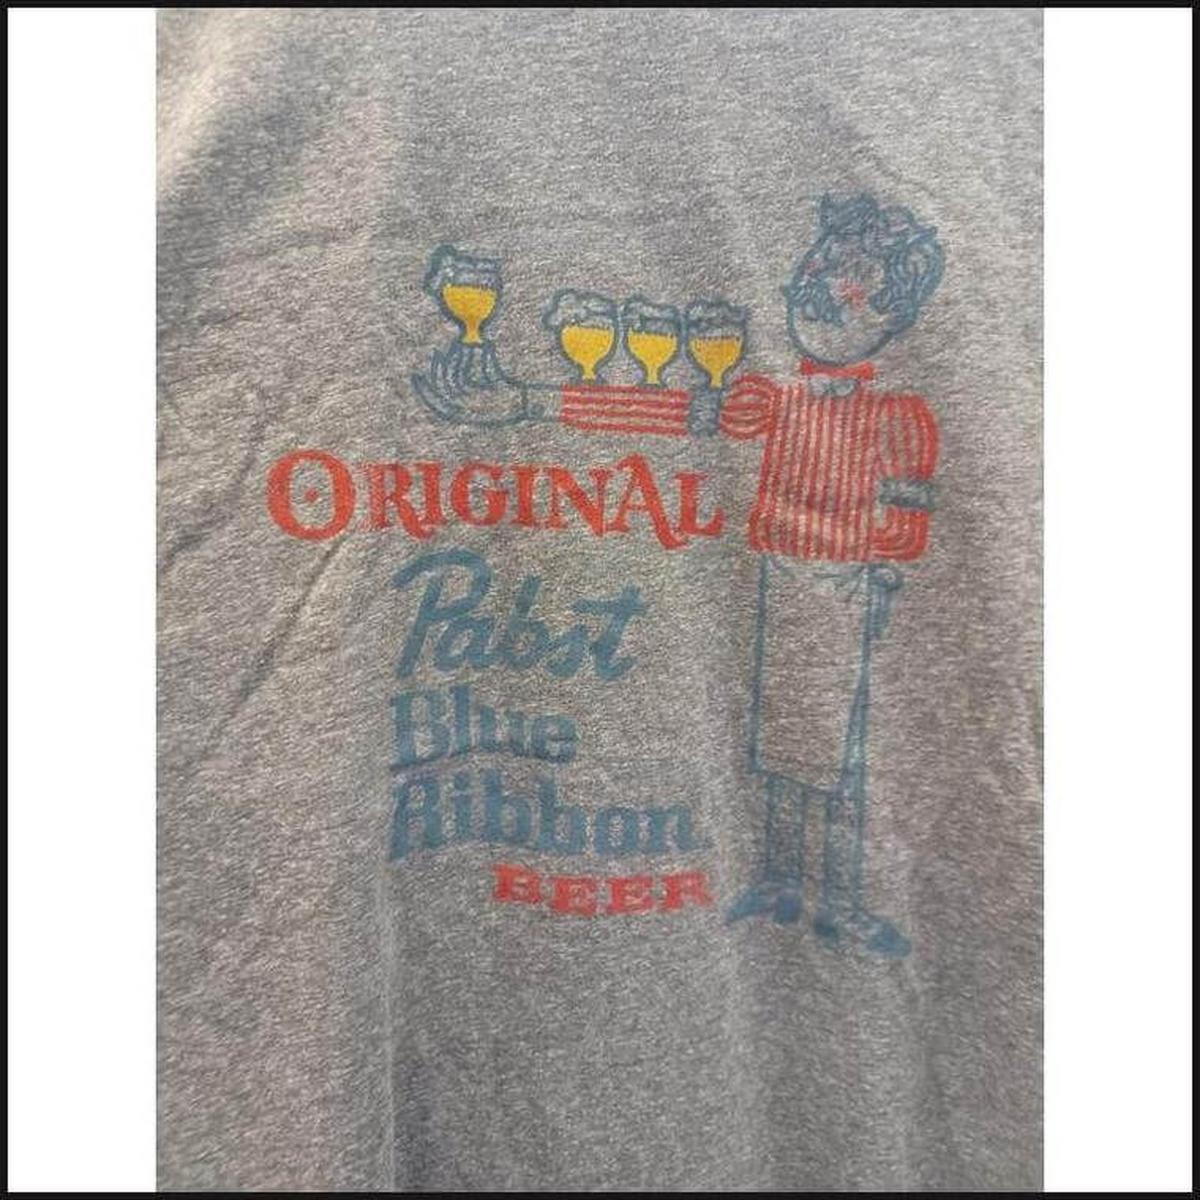 ORIGINAL
Pabst
Blue
Ribbon
BEER